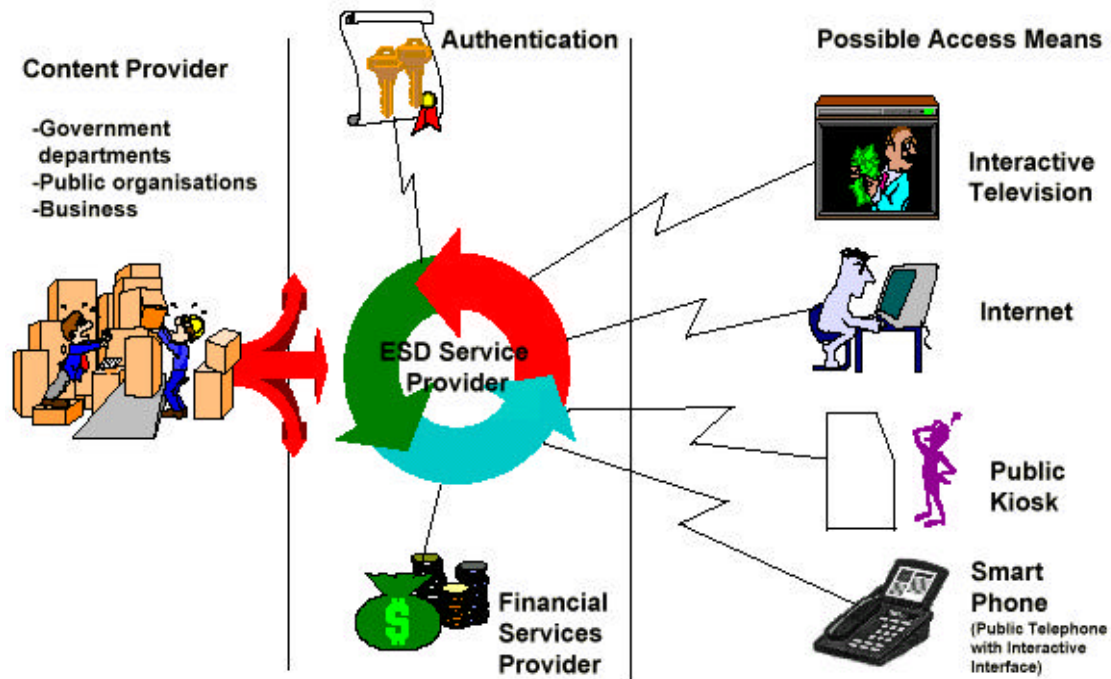 Content Provider
-Government
departments
-Public organisations
-Business
Authentication
ESD Service
Provider
$
Financial
Services
Provider
Possible Access Means
Interactive
Television
Internet
Public
Kiosk
Smart
Phone
(Public Telephone
with Interactive
Interface)